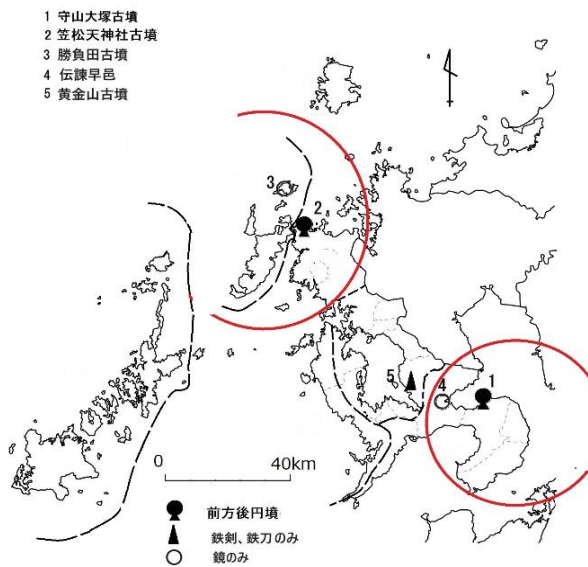 1 守山大塚古墳
2 笠松天神社古墳
3 勝負田古墳
4 伝諫早邑
5 黄金山古墳
3
2
5
4
1
0 40km
前方後円墳
鉄剣、鉄刀のみ
鏡のみ